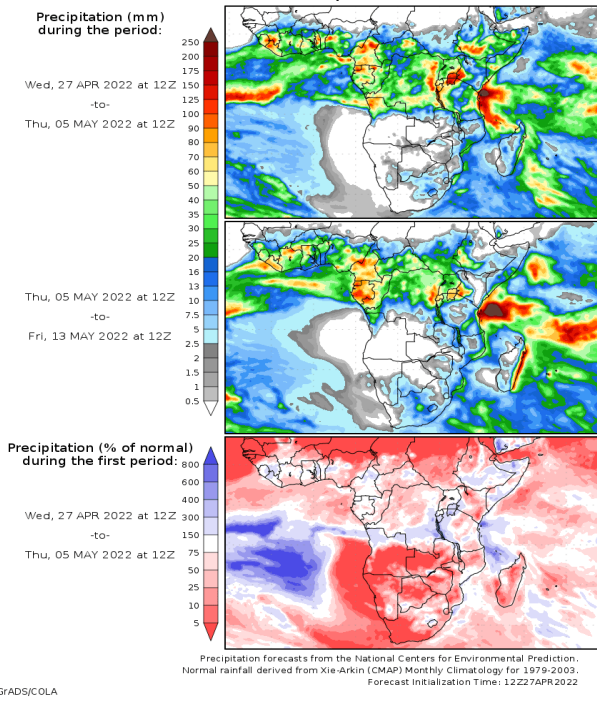 Precipitation (mm)
during the period:
250
200
175
150
125
100
90
80
70
60
50
40
35
30
25
20
16
13
10
7.5
5
2.5
2
1.5
1
0.5
Wed, 27 APR 2022 at 12Z
-to-
Thu, 05 MAY 2022 at 12Z
Thu, 05 MAY 2022 at 12Z
-to-
Fri, 13 MAY 2022 at 12Z
Precipitation (% of normal)
during the first period:
800
600
400
300
150
75
50
25
10
5
Wed, 27 APR 2022 at 12Z
-to-
Thu, 05 MAY 2022 at 12Z
Precipitation forecasts from the National Centers for Environmental Prediction.
Normal rainfall derived from Xie-Arkin (CMAP) Monthly Climatology for 1979-2003.
Forecast Initialization Time: 12Z27APR2022
GrADS/COLA